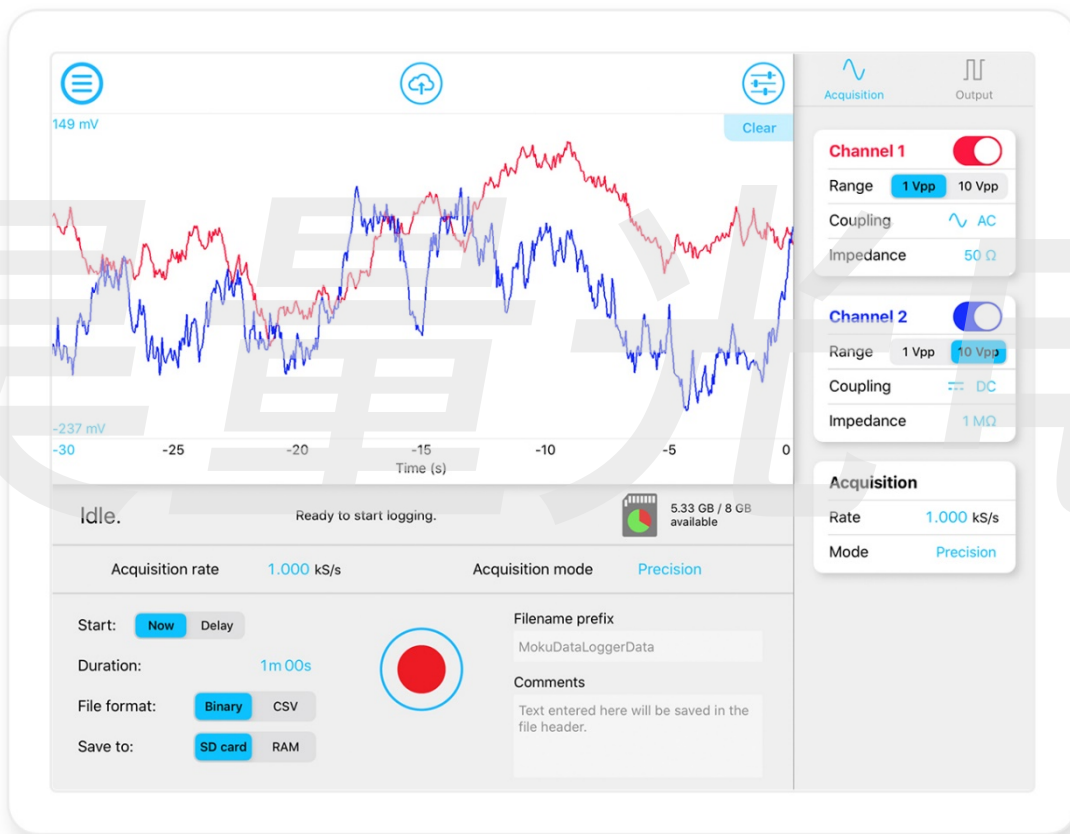 Acquisition
Output
149 mV
Clear
-237 mV
-30
-25
-20
-15
-10
-5
0
Time (s)
Channel 1
Range 1 Vpp 10 Vpp
Coupling AC
Impedance 50 Ω
Channel 2
Range 1 Vpp 10 Vpp
Coupling DC
Impedance 1 MΩ
Acquisition
Rate 1.000 kS/s
Mode Precision
Idle.
Ready to start logging.
5.33 GB / 8 GB
available
Acquisition rate 1.000 kS/s
Acquisition mode Precision
Start: Now Delay
Duration: 1m 00s
File format: Binary CSV
Save to: SD card RAM
Filename prefix
MokuDataLoggerData
Comments
Text entered here will be saved in the
file header.